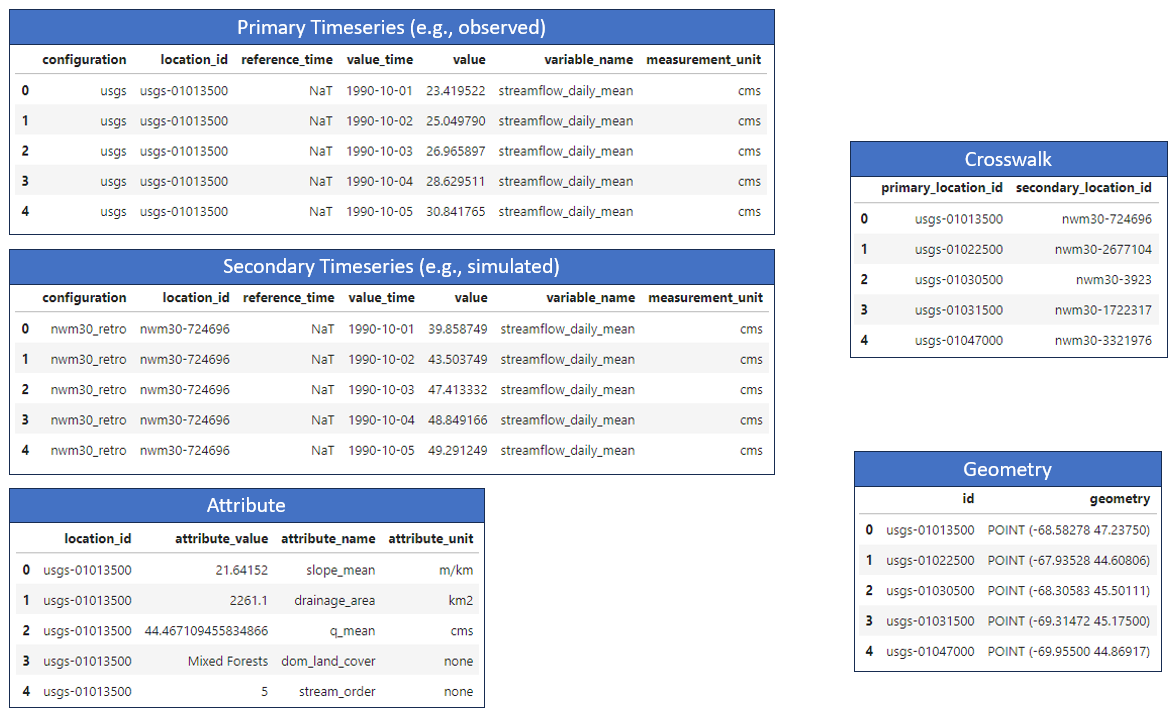 Primary Timeseries (e.g., observed)
configuration location_id reference_time value_time value variable_name measurement_unit
0 usgs usgs-01013500 NaT 1990-10-01 23.419522 streamflow_daily_mean cms
1 usgs usgs-01013500 NaT 1990-10-02 25.049790 streamflow_daily_mean cms
2 usgs usgs-01013500 NaT 1990-10-03 26.965897 streamflow_daily_mean cms
3 usgs usgs-01013500 NaT 1990-10-04 28.629511 streamflow_daily_mean cms
4 usgs usgs-01013500 NaT 1990-10-05 30.841765 streamflow_daily_mean cms
Secondary Timeseries (e.g., simulated)
configuration location_id reference_time value_time value variable_name measurement_unit
0 nwm30_retro nwm30-724696 NaT 1990-10-01 39.858749 streamflow_daily_mean cms
1 nwm30_retro nwm30-724696 NaT 1990-10-02 43.503749 streamflow_daily_mean cms
2 nwm30_retro nwm30-724696 NaT 1990-10-03 47.413332 streamflow_daily_mean cms
3 nwm30_retro nwm30-724696 NaT 1990-10-04 48.849166 streamflow_daily_mean cms
4 nwm30_retro nwm30-724696 NaT 1990-10-05 49.291249 streamflow_daily_mean cms
Attribute
location_id attribute_value attribute_name attribute_unit
0 usgs-01013500 21.64152 slope_mean m/km
1 usgs-01013500 2261.1 drainage_area km2
2 usgs-01013500 44.467109455834866 q_mean cms
3 usgs-01013500 Mixed Forests dom_land_cover none
4 usgs-01013500 5 stream_order none
Crosswalk
primary_location_id secondary_location_id
0 usgs-01013500 nwm30-724696
1 usgs-01022500 nwm30-2677104
2 usgs-01030500 nwm30-3923
3 usgs-01031500 nwm30-1722317
4 usgs-01047000 nwm30-3321976
Geometry
id geometry
0 usgs-01013500 POINT (-68.58278 47.23750)
1 usgs-01022500 POINT (-67.93528 44.60806)
2 usgs-01030500 POINT (-68.30583 45.50111)
3 usgs-01031500 POINT (-69.31472 45.17500)
4 usgs-01047000 POINT (-69.95500 44.86917)